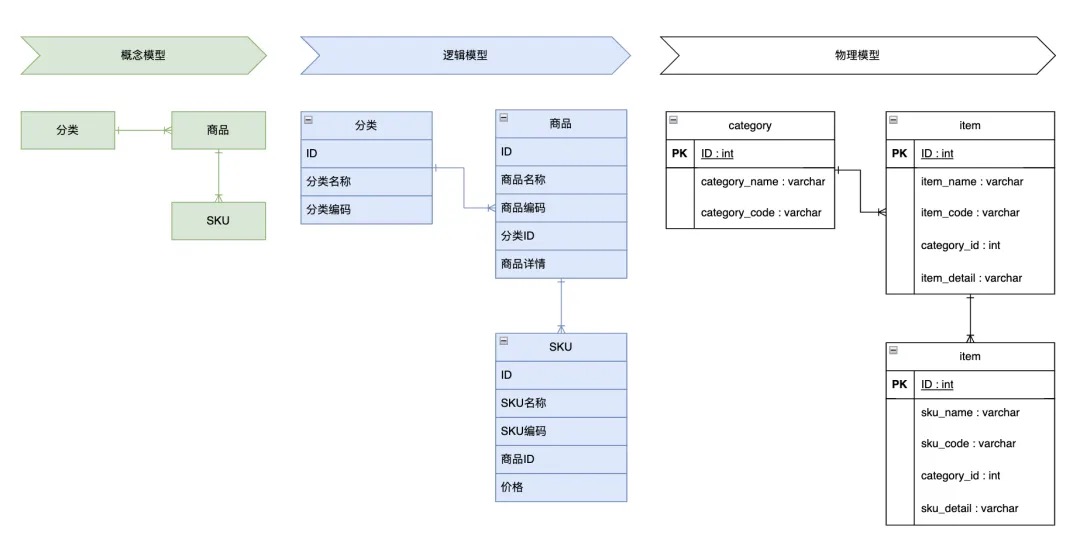 概念模型
逻辑模型
物理模型
分类
商品
SKU
分类
ID
分类名称
分类编码
商品
ID
商品名称
商品编码
分类ID
商品详情
SKU
ID
SKU名称
SKU编码
商品ID
价格
category
PK ID : int
category_name : varchar
category_code : varchar
item
PK ID : int
item_name : varchar
item_code : varchar
category_id : int
item_detail : varchar
item
PK ID : int
sku_name : varchar
sku_code : varchar
category_id : int
sku_detail : varchar